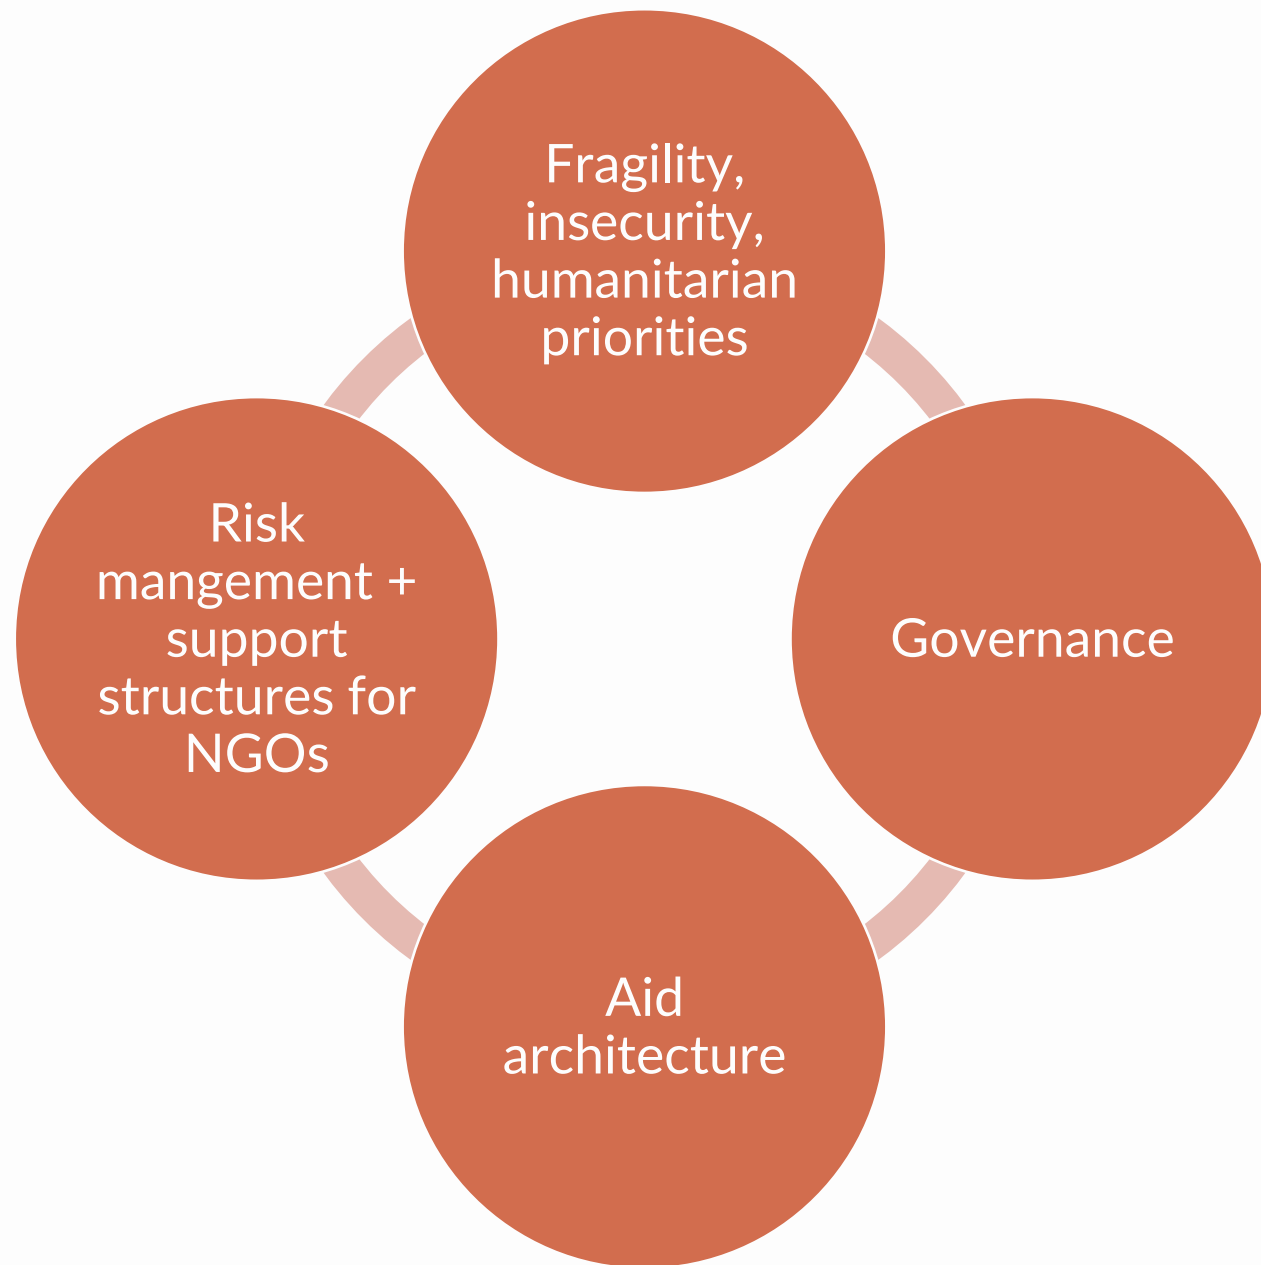 Fragility,
insecurity,
humanitarian
priorities
Risk
mangement +
support
structures for
NGOs
Governance
Aid
architecture